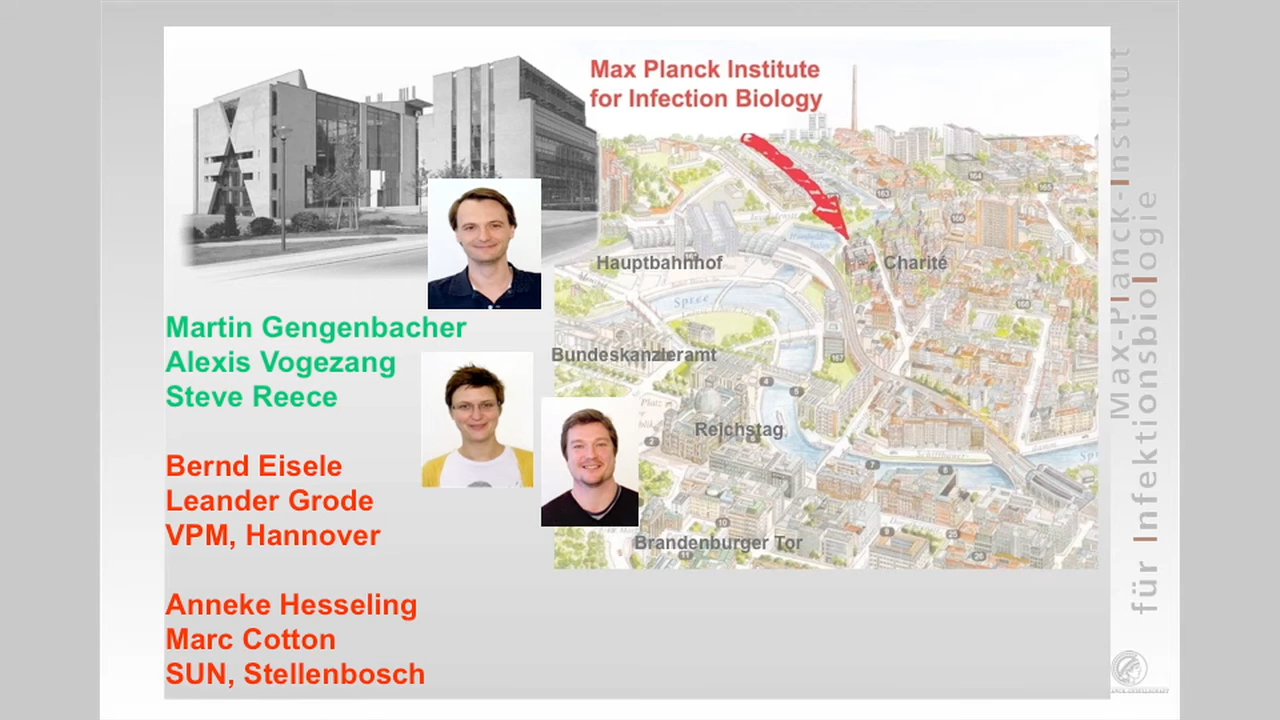 Max Planck Institute
for Infection Biology
Hauptbahnhof
Charité
Spree
Bundeskanzleramt
Reichstag
Brandenburger Tor
Martin Gengenbacher
Alexis Vogezang
Steve Reece
Bernd Eisele
Leander Grode
VPM, Hannover
Anneke Hesseling
Marc Cotton
SUN, Stellenbosch
Max-Planck-Institut
für Infektionsbiologie